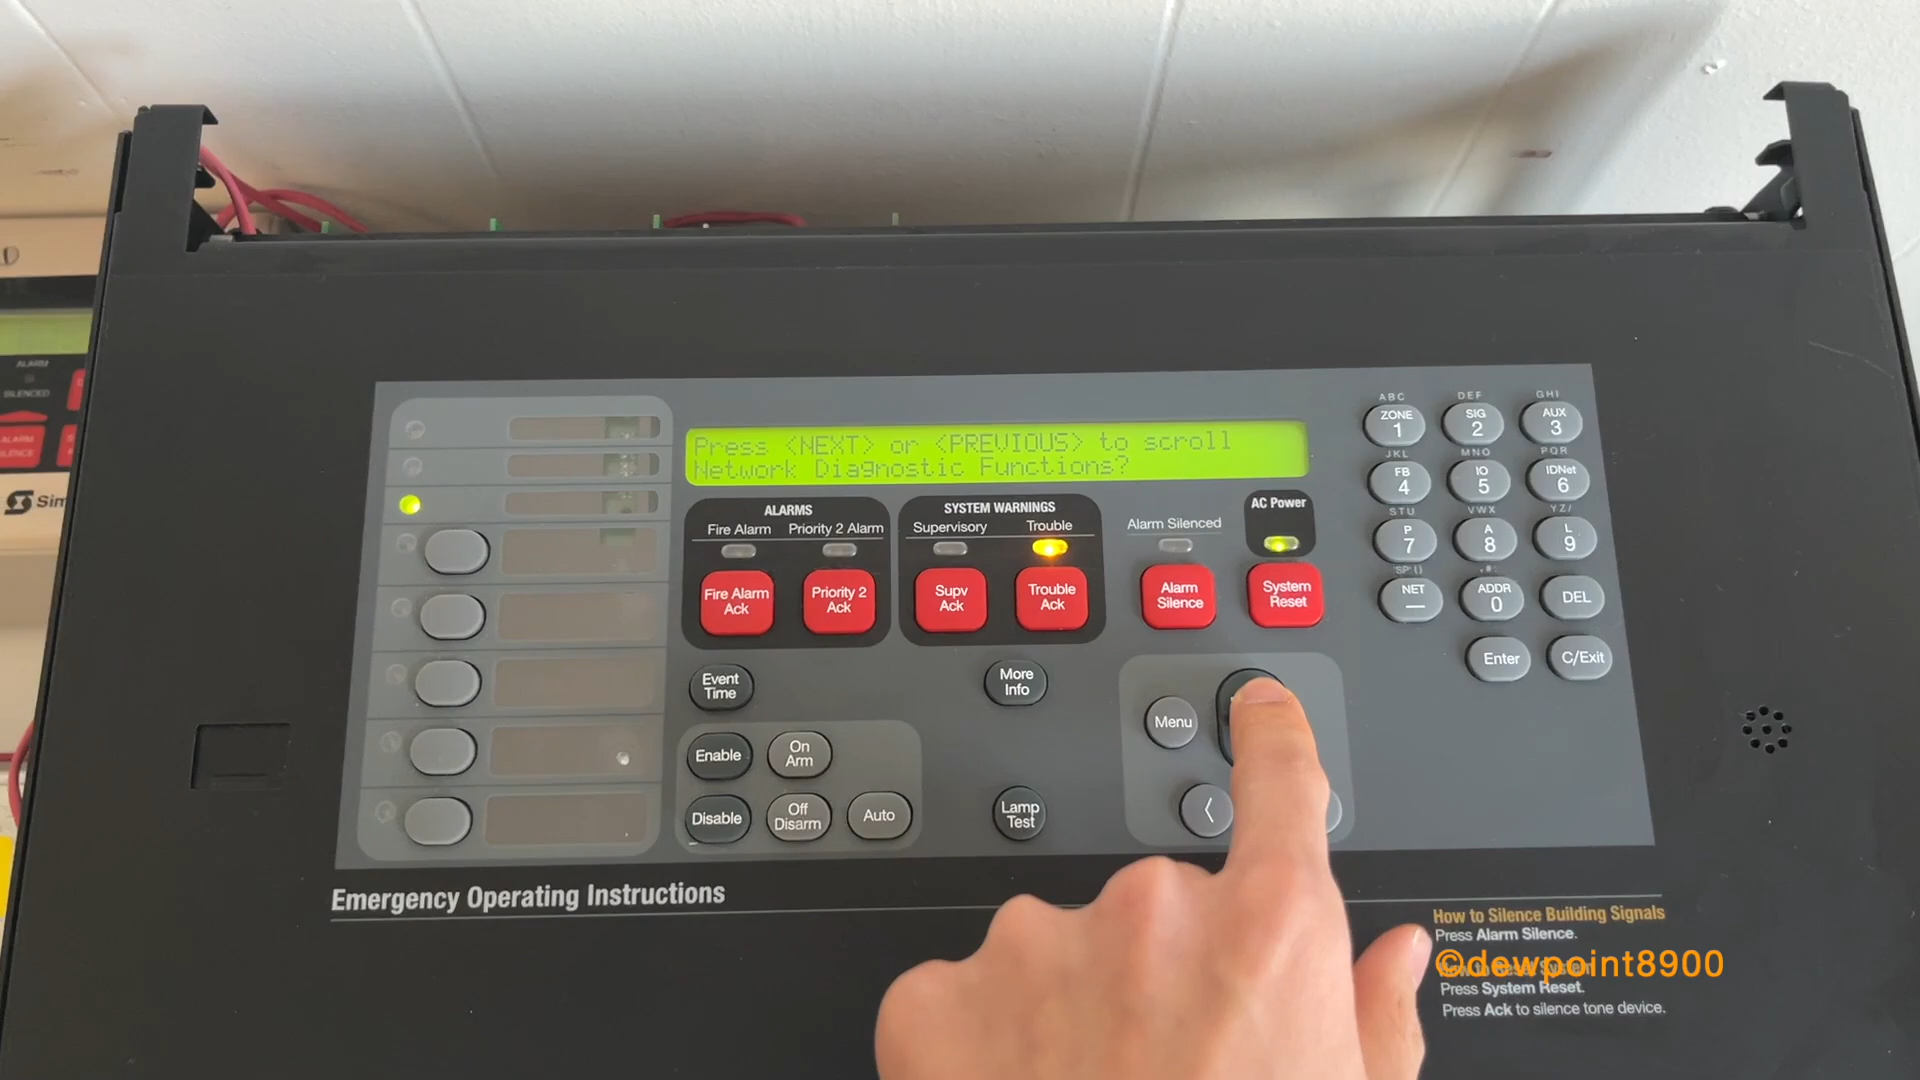 ALARM
SILENCED
ALARM
Sim
Press <NEXT> or <PREVIOUS> to scroll
Network Diagnostic Functions?
ALARMS
Fire Alarm Priority 2 Alarm
SYSTEM WARNINGS
Supervisory Trouble
Alarm Silenced
AC Power
Fire Alarm
Ack
Priority 2
Ack
Supv
Ack
Trouble
Ack
Alarm
Silence
System
Reset
Event
Time
More
Info
Menu
Enable
On
Arm
Disable
Off
Disarm
Auto
Lamp
Test
<
ABC
ZONE
1
DEF
SIG
2
GHI
AUX
3
JKL
FB
4
MNO
IO
5
PQR
IDNet
6
STU
P
7
VWX
A
8
YZ/
L
9
SP ( )
NET
—
, # :
ADDR
0
DEL
Enter
C/Exit
Emergency Operating Instructions
How to Silence Building Signals
Press Alarm Silence.
©dewpoint8900
How to Reset System
Press System Reset.
Press Ack to silence tone device.